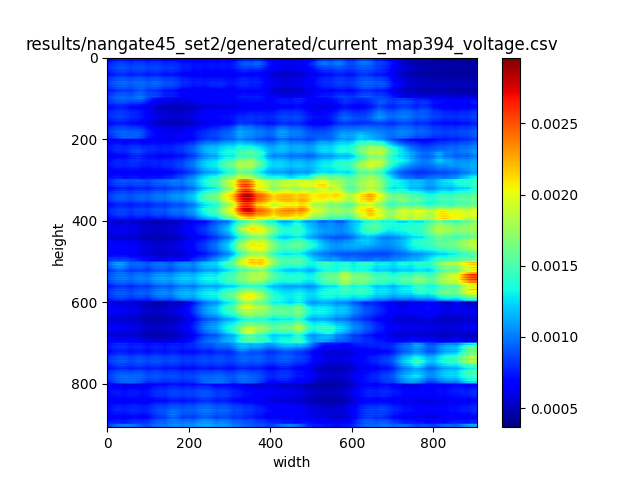 results/nangate45_set2/generated/current_map394_voltage.csv
0
200
400
600
800
height
0 200 400 600 800
width
0.0025
0.0020
0.0015
0.0010
0.0005